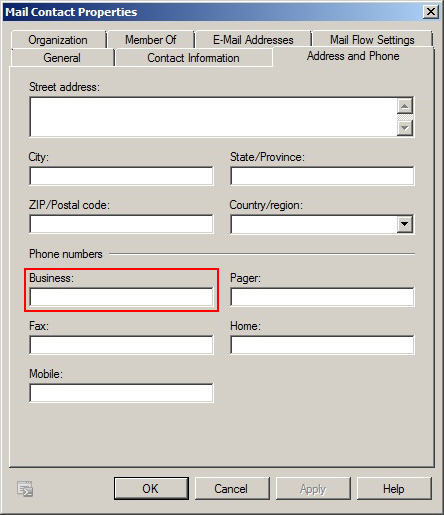 Mail Contact Properties
Organization Member Of E-Mail Addresses Mail Flow Settings
General Contact Information Address and Phone
Street address:
City: State/Province:
ZIP/Postal code: Country/region:
Phone numbers
Business: Pager:
Fax: Home:
Mobile:
OK Cancel Apply Help